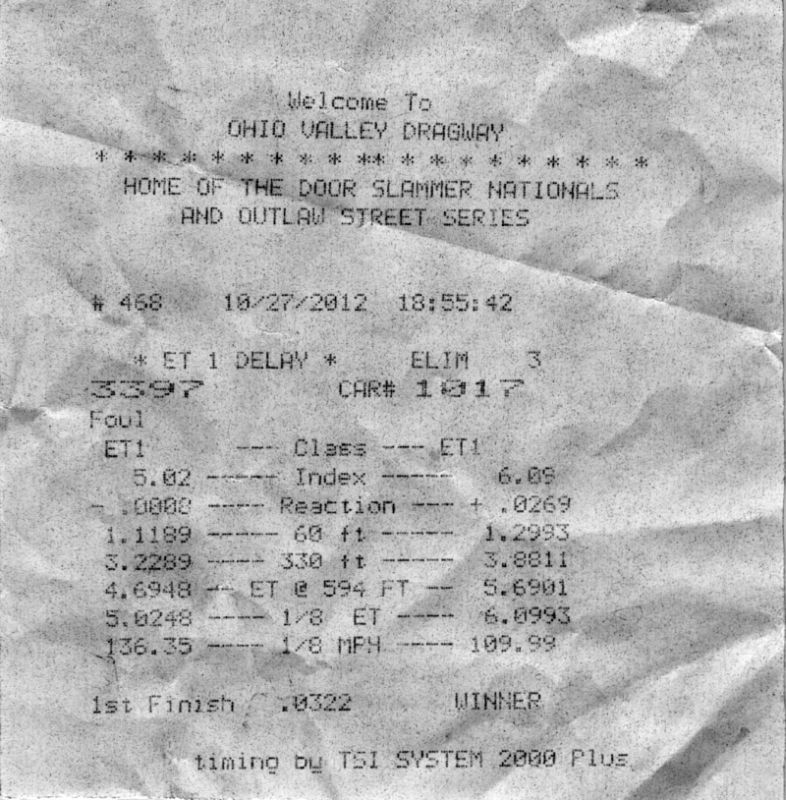 Welcome To
OHIO VALLEY DRAGWAY
* * * * * * * * * ** * * * * * * * * *
HOME OF THE DOOR SLAMMER NATIONALS
AND OUTLAW STREET SERIES
# 468 10/27/2012 18:55:42
* ET 1 DELAY * ELIM 3
3397 CAR# 1017
Foul
ET1 --- Class --- ET1
5.02 ----- Index ----- 6.09
- .0008 ---- Reaction --- + .0269
1.1189 ----- 60 ft ----- 1.2993
3.2289 ---- 330 ft ----- 3.8811
4.6948 -- ET @ 594 FT -- 5.6901
5.0248 ---- 1/8 ET ---- 6.0993
136.35 ---- 1/8 MPH ---- 109.99
1st Finish .0322 WINNER
timing by TSI SYSTEM 2000 Plus